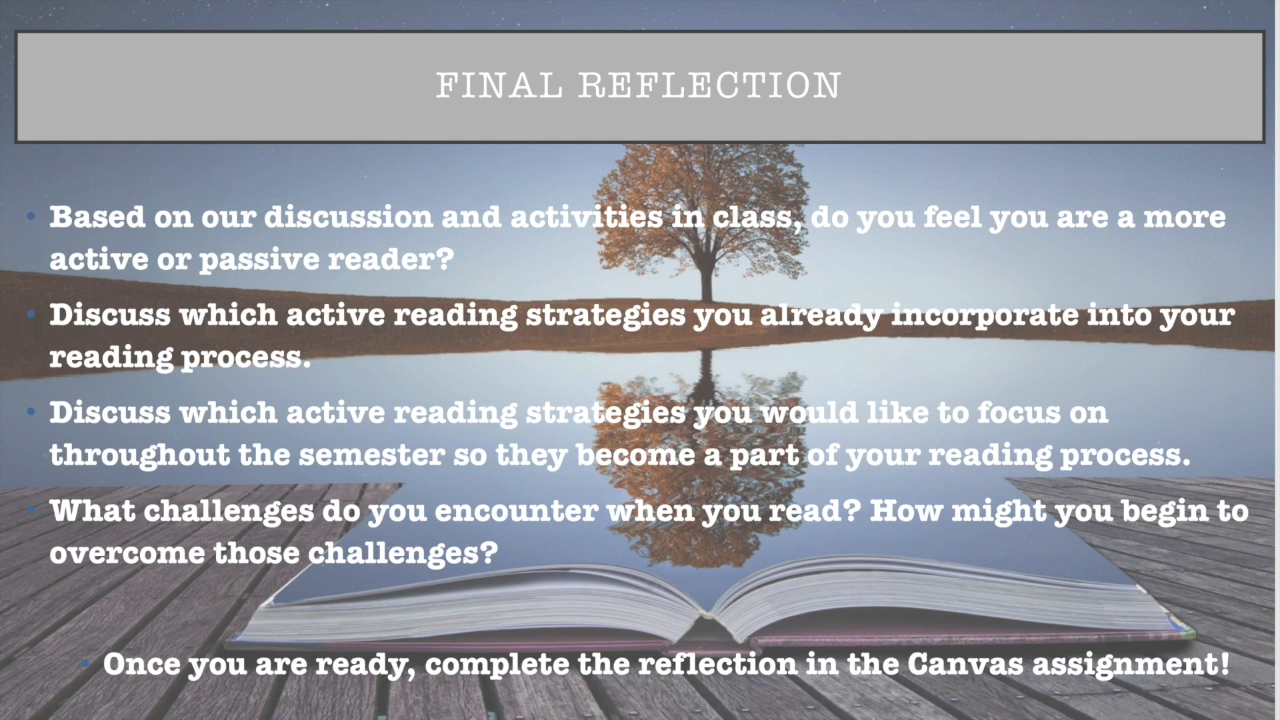 FINAL REFLECTION
• Based on our discussion and activities in class, do you feel you are a more
active or passive reader?
• Discuss which active reading strategies you already incorporate into your
reading process.
• Discuss which active reading strategies you would like to focus on
throughout the semester so they become a part of your reading process.
• What challenges do you encounter when you read? How might you begin to
overcome those challenges?
• Once you are ready, complete the reflection in the Canvas assignment!